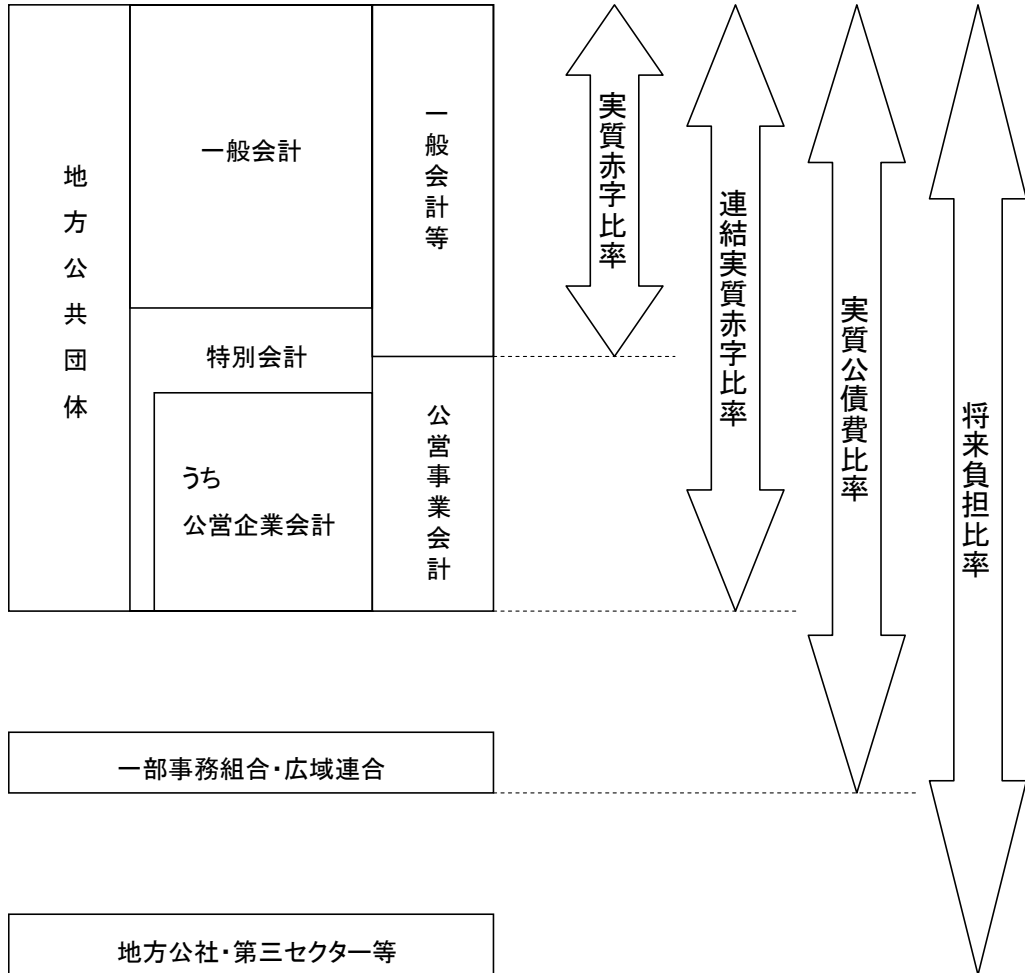 地方公共団体
一般会計
特別会計
うち
公営企業会計
一般会計等
公営事業会計
実質赤字比率
連結実質赤字比率
実質公債費比率
将来負担比率
一部事務組合・広域連合
地方公社・第三セクター等